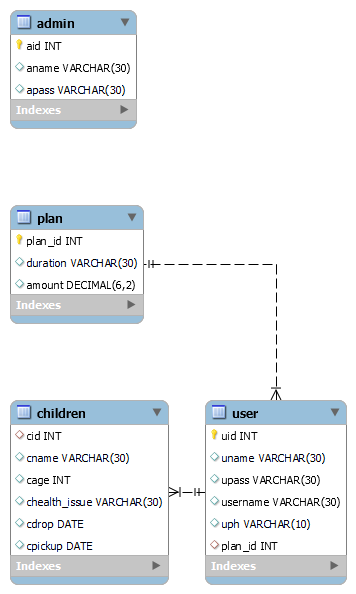 admin
aid INT
aname VARCHAR(30)
apass VARCHAR(30)
Indexes
plan
plan_id INT
duration VARCHAR(30)
amount DECIMAL(6,2)
Indexes
children
cid INT
cname VARCHAR(30)
cage INT
chealth_issue VARCHAR(30)
cdrop DATE
cpickup DATE
Indexes
user
uid INT
uname VARCHAR(30)
upass VARCHAR(30)
username VARCHAR(30)
uph VARCHAR(10)
plan_id INT
Indexes